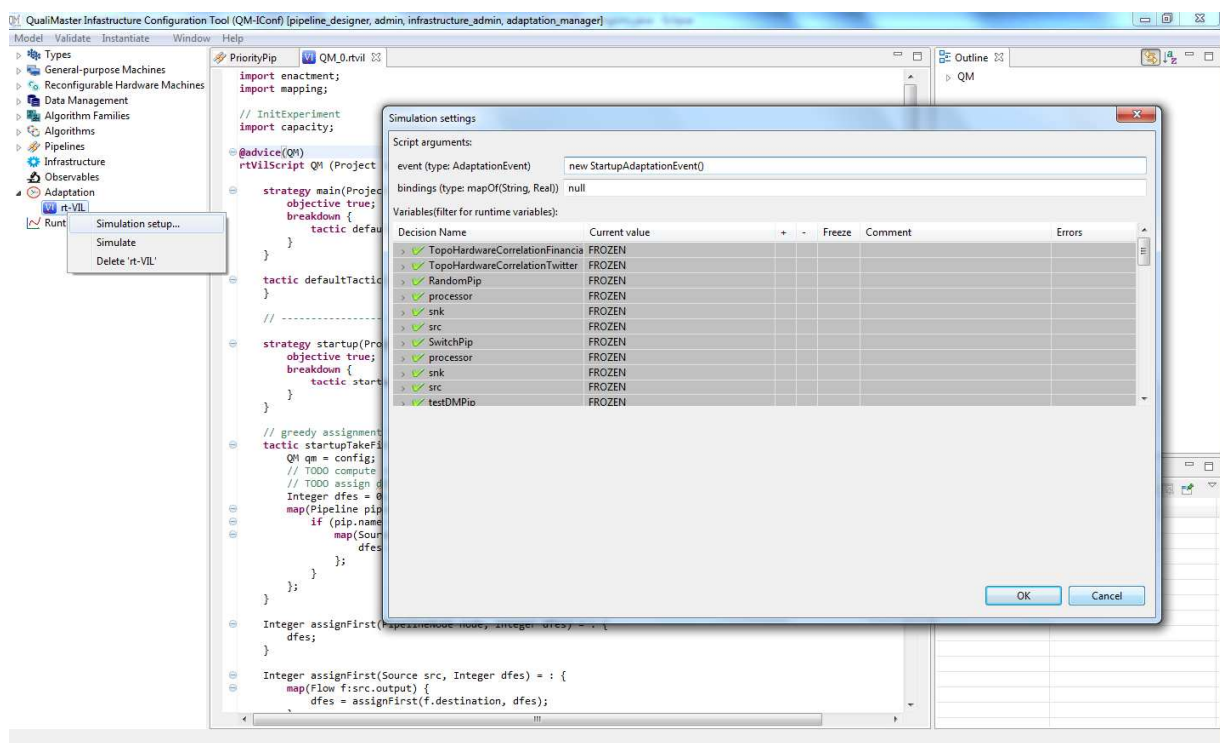 QualiMaster Infastructure Configuration Tool (QM-IConf) [pipeline_designer, admin, infrastructure_admin, adaptation_manager]
Model Validate Instantiate Window Help
Types
General-purpose Machines
Reconfigurable Hardware Machines
Data Management
Algorithm Families
Algorithms
Pipelines
Infrastructure
Observables
Adaptation
rt-VIL
Runt
Simulation setup...
Simulate
Delete 'rt-VIL'
PriorityPip QM_0.rtvil
import enactment;
import mapping;
// InitExperiment
import capacity;
@advice(QM)
rtVilScript QM (Project
strategy main(Projec
objective true;
breakdown {
tactic defau
}
}
tactic defaultTactic
}
// -----------------
strategy startup(Pro
objective true;
breakdown {
tactic start
}
}
// greedy assignment
tactic startupTakeFi
QM qm = config;
// TODO compute
// TODO assign d
Integer dfes = 0
map(Pipeline pip
if (pip.name
map(Sour
dfes
};
}
};
}
Integer assignFirst(PipelineNode node, Integer dfes) = : {
dfes;
}
Integer assignFirst(Source src, Integer dfes) = : {
map(Flow f:src.output) {
dfes = assignFirst(f.destination, dfes);
Outline
QM
Simulation settings
Script arguments:
event (type: AdaptationEvent) new StartupAdaptationEvent()
bindings (type: mapOf(String, Real)) null
Variables(filter for runtime variables):
Decision Name Current value + - Freeze Comment Errors
TopoHardwareCorrelationFinancia FROZEN
TopoHardwareCorrelationTwitter FROZEN
RandomPip FROZEN
processor FROZEN
snk FROZEN
src FROZEN
SwitchPip FROZEN
processor FROZEN
snk FROZEN
src FROZEN
testDMPip FROZEN
OK Cancel